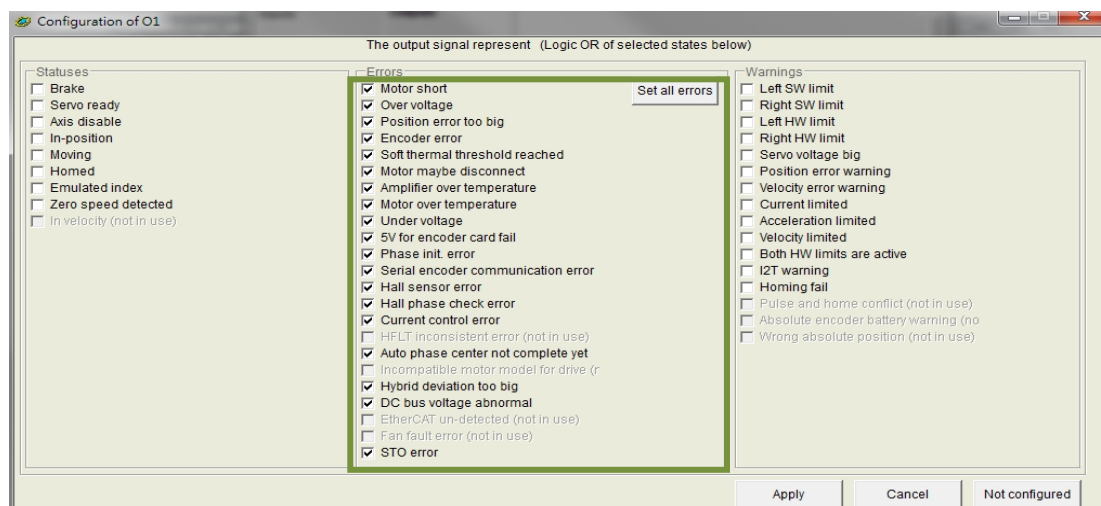 Configuration of O1
The output signal represent (Logic OR of selected states below)
Statuses
Brake
Servo ready
Axis disable
In-position
Moving
Homed
Emulated index
Zero speed detected
In velocity (not in use)
Errors
Set all errors
Motor short
Over voltage
Position error too big
Encoder error
Soft thermal threshold reached
Motor maybe disconnect
Amplifier over temperature
Motor over temperature
Under voltage
5V for encoder card fail
Phase init. error
Serial encoder communication error
Hall sensor error
Hall phase check error
Current control error
HFLT inconsistent error (not in use)
Auto phase center not complete yet
Incompatible motor model for drive (r
Hybrid deviation too big
DC bus voltage abnormal
EtherCAT un-detected (not in use)
Fan fault error (not in use)
STO error
Warnings
Left SW limit
Right SW limit
Left HW limit
Right HW limit
Servo voltage big
Position error warning
Velocity error warning
Current limited
Acceleration limited
Velocity limited
Both HW limits are active
I2T warning
Homing fail
Pulse and home conflict (not in use)
Absolute encoder battery warning (no
Wrong absolute position (not in use)
Apply
Cancel
Not configured